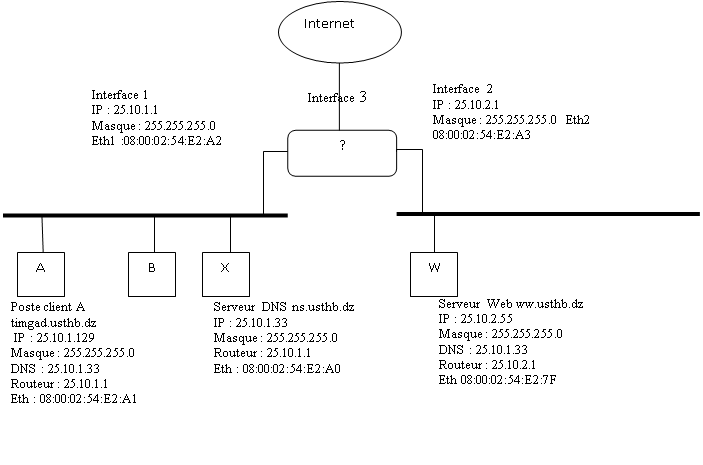 Internet
Interface 1
IP : 25.10.1.1
Masque : 255.255.255.0
Eth1 :08:00:02:54:E2:A2
Interface 3
Interface 2
IP : 25.10.2.1
Masque : 255.255.255.0 Eth2
08:00:02:54:E2:A3
?
A
B
X
W
Poste client A
timgad.usthb.dz
IP : 25.10.1.129
Masque : 255.255.255.0
DNS : 25.10.1.33
Routeur : 25.10.1.1
Eth : 08:00:02:54:E2:A1
Serveur DNS ns.usthb.dz
IP : 25.10.1.33
Masque : 255.255.255.0
Routeur : 25.10.1.1
Eth : 08:00:02:54:E2:A0
Serveur Web ww.usthb.dz
IP : 25.10.2.55
Masque : 255.255.255.0
DNS : 25.10.1.33
Routeur : 25.10.2.1
Eth 08:00:02:54:E2:7F